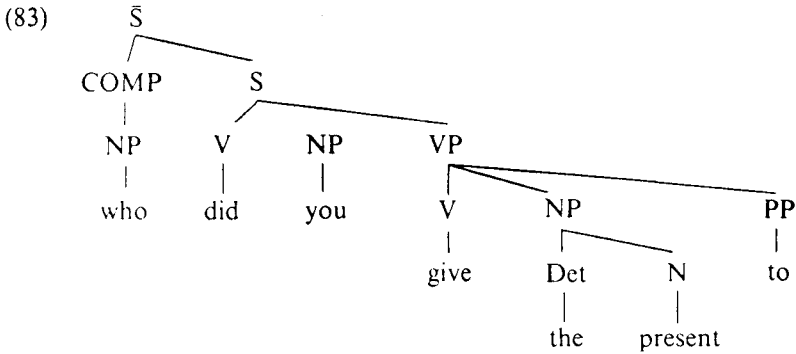 (83) S̄
COMP S
NP V NP VP
who did you V NP PP
give Det N to
the present